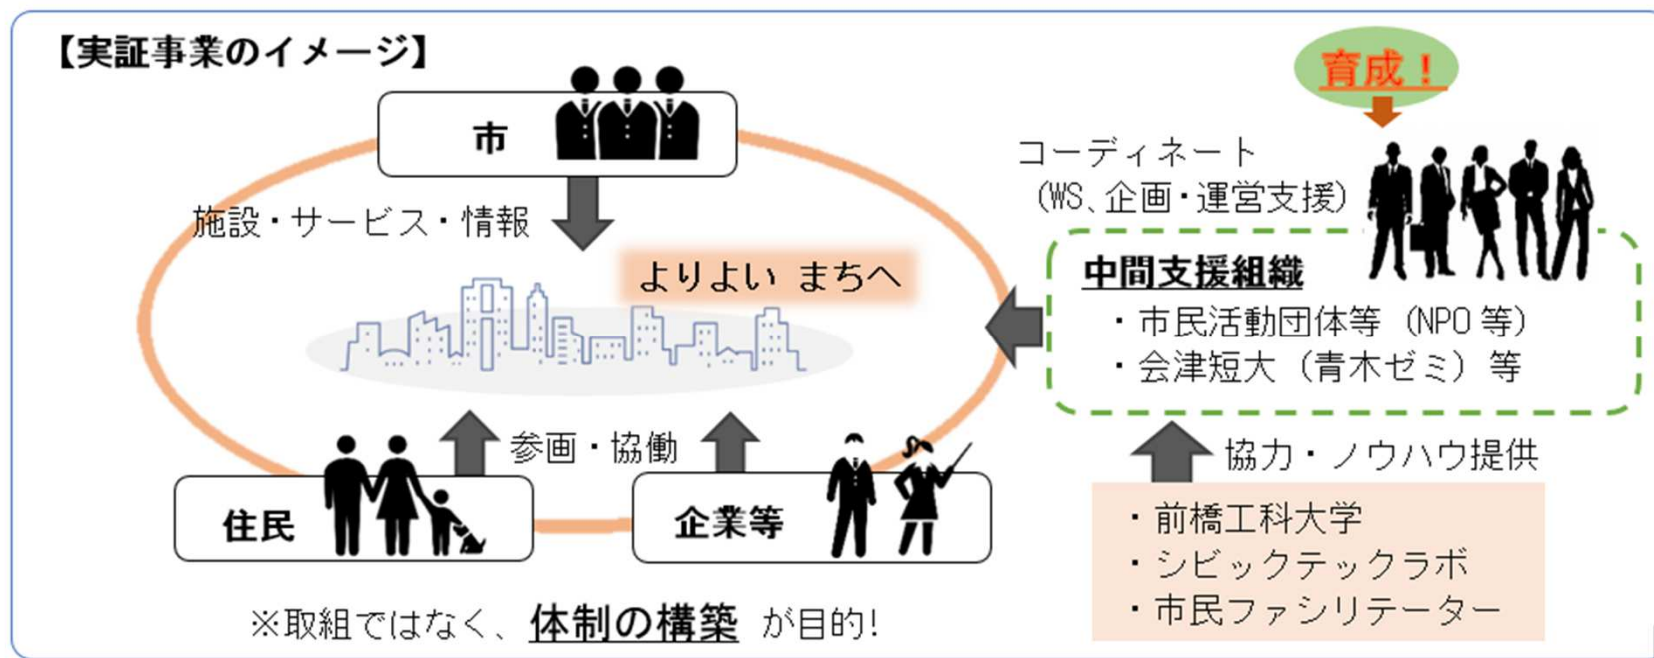 【実証事業のイメージ】
育成！
市
コーディネート
(WS、企画・運営支援)
施設・サービス・情報
よりよい まちへ
中間支援組織
・市民活動団体等（NPO 等）
・会津短大（青木ゼミ）等
参画・協働
協力・ノウハウ提供
住民
企業等
・前橋工科大学
・シビックテックラボ
・市民ファシリテーター
※取組ではなく、体制の構築 が目的!